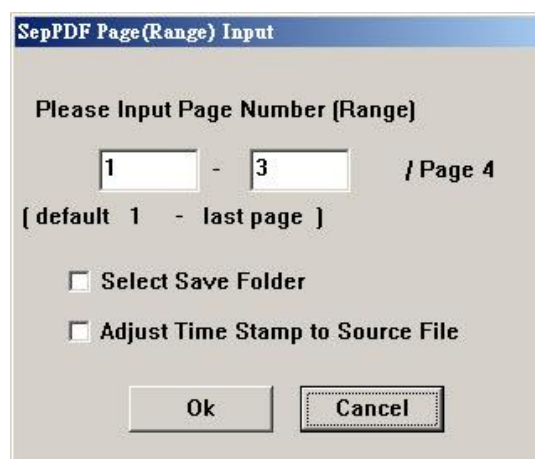 SepPDF Page(Range) Input
Please Input Page Number (Range)
1 - 3 / Page 4
( default 1 - last page )
Select Save Folder
Adjust Time Stamp to Source File
Ok Cancel